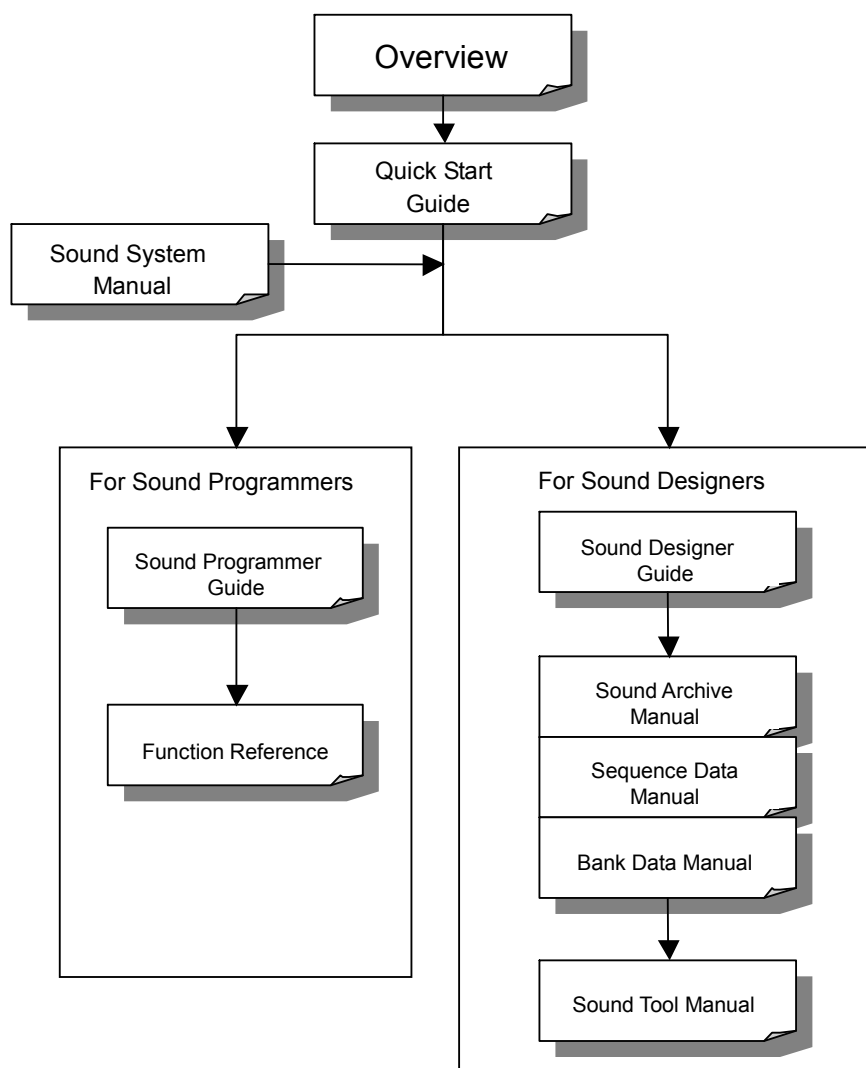 Overview
Quick Start
Guide
Sound System
Manual
For Sound Programmers
Sound Programmer
Guide
Function Reference
For Sound Designers
Sound Designer
Guide
Sound Archive
Manual
Sequence Data
Manual
Bank Data Manual
Sound Tool Manual